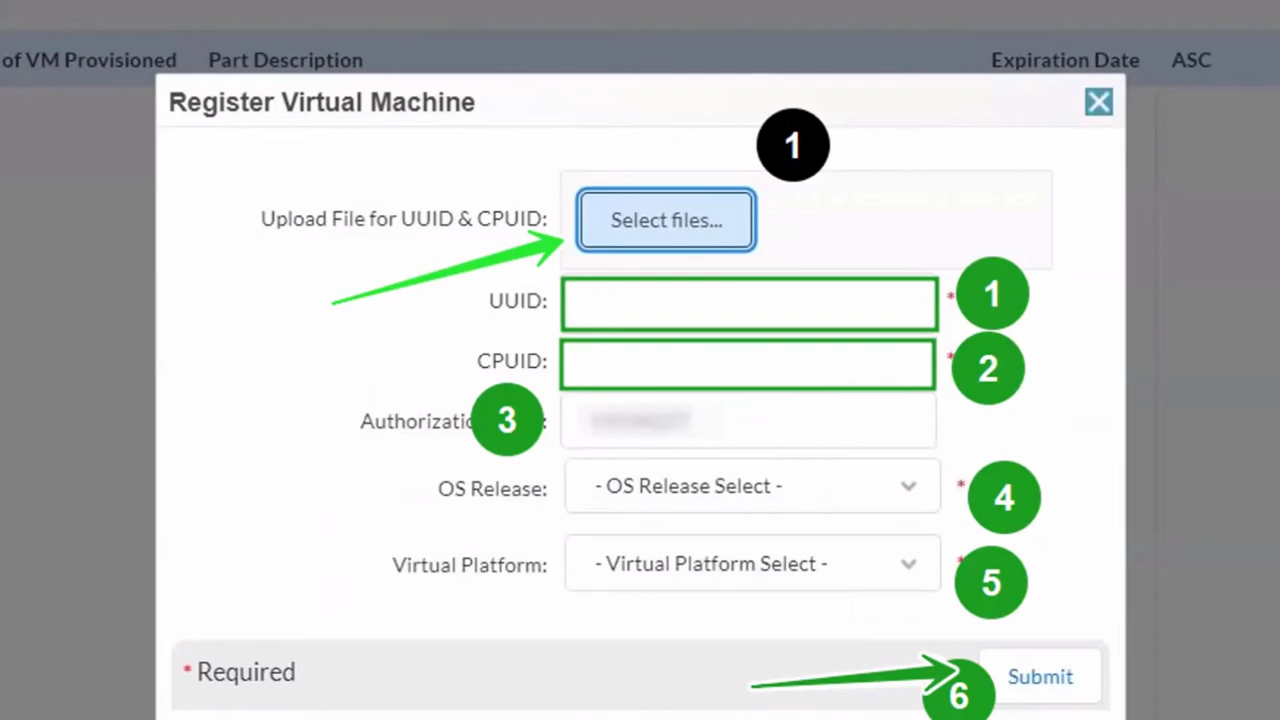 of VM Provisioned Part Description Expiration Date ASC
Register Virtual Machine
1
Upload File for UUID & CPUID: Select files...
UUID: * 1
CPUID: * 2
3 :
OS Release: - OS Release Select - * 4
Virtual Platform: - Virtual Platform Select - * 5
* Required 6 Submit